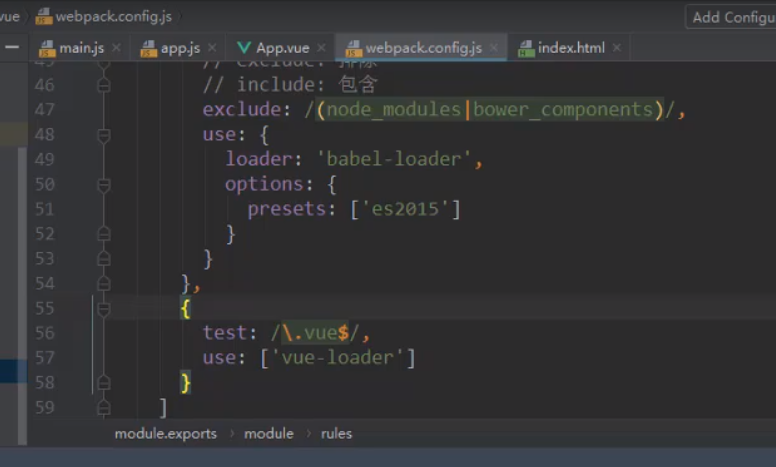 vue webpack.config.js Add Configu
main.js × app.js × App.vue × webpack.config.js × index.html ×
45 // exclude: 排除
46 // include: 包含
47 exclude: /(node_modules|bower_components)/,
48 use: {
49 loader: 'babel-loader',
50 options: {
51 presets: ['es2015']
52 }
53 }
54 },
55 {
56 test: /\.vue$/,
57 use: ['vue-loader']
58 }
59 ]
module.exports › module › rules